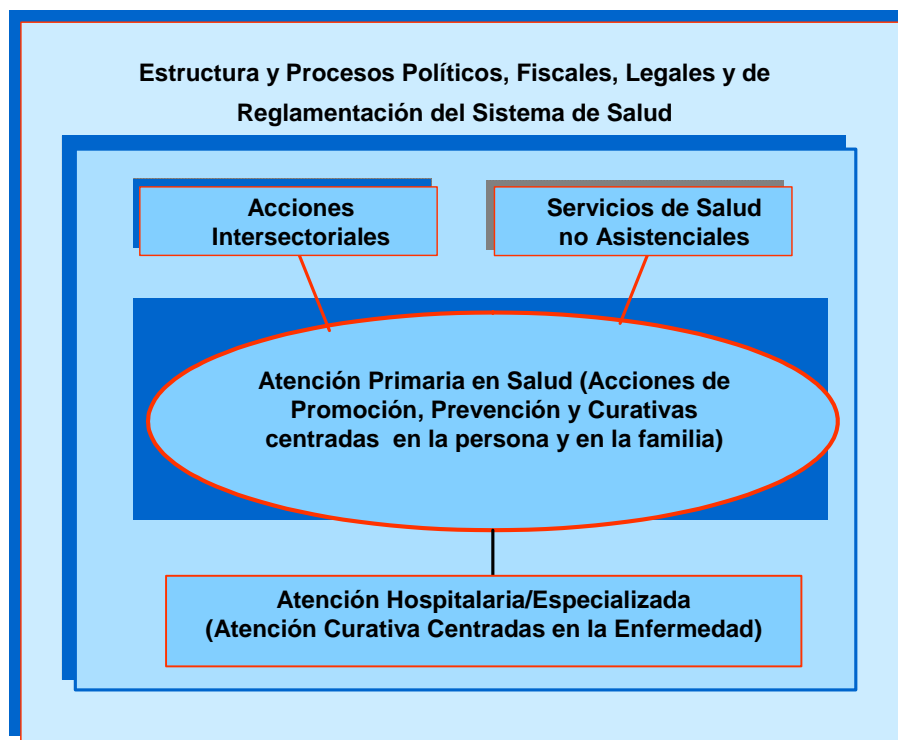 Estructura y Procesos Políticos, Fiscales, Legales y de
Reglamentación del Sistema de Salud
Acciones
Intersectoriales
Servicios de Salud
no Asistenciales
Atención Primaria en Salud (Acciones de
Promoción, Prevención y Curativas
centradas en la persona y en la familia)
Atención Hospitalaria/Especializada
(Atención Curativa Centradas en la Enfermedad)